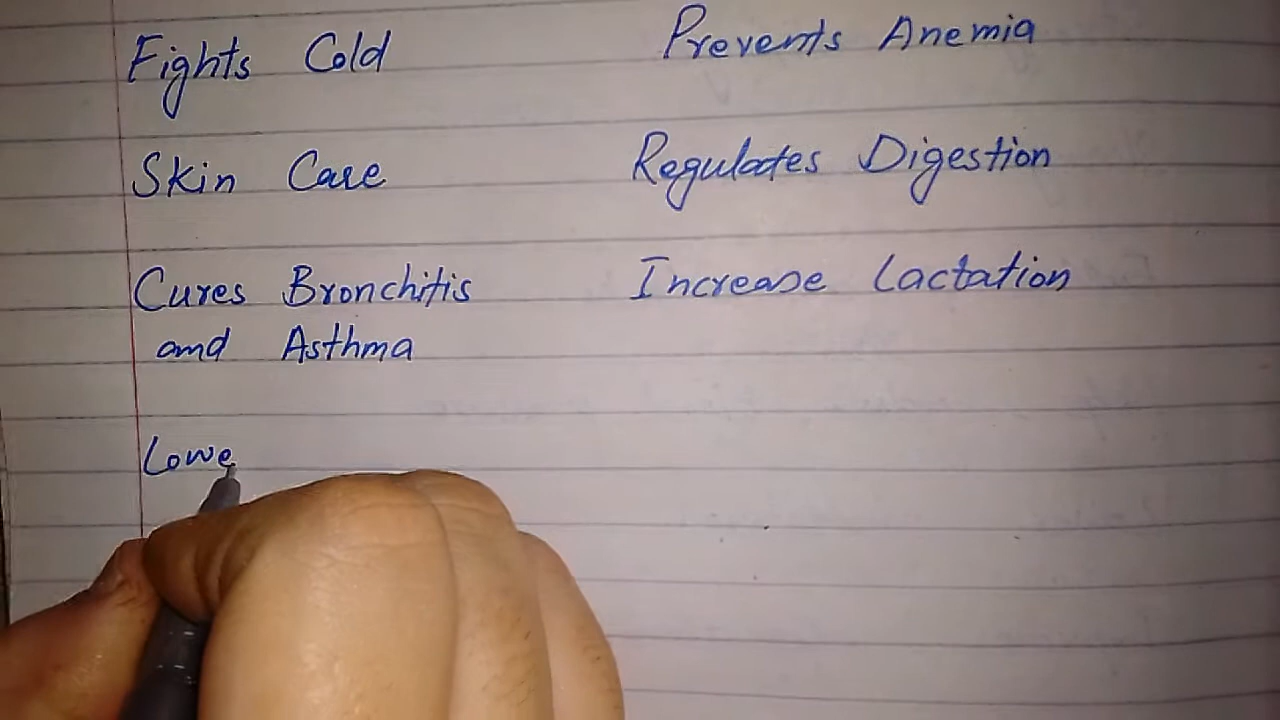 Fights Cold
Prevents Anemia
Skin Care
Regulates Digestion
Cures Bronchitis
and Asthma
Increase Lactation
Lowe